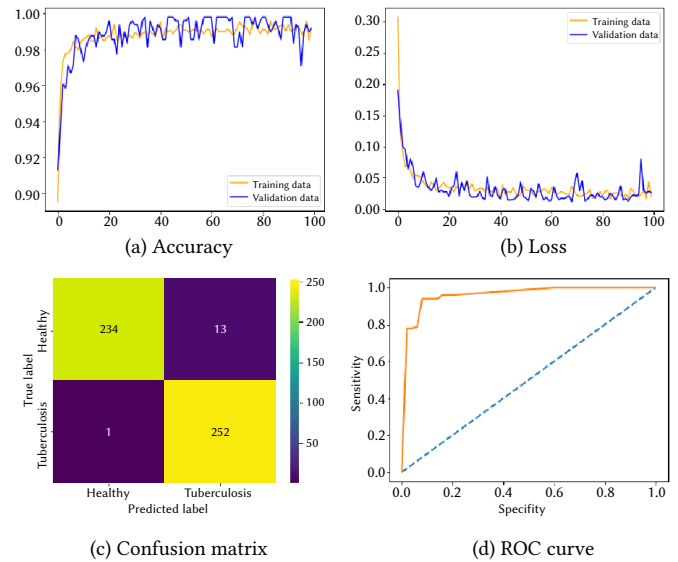 1.00
0.98
0.96
0.94
0.92
0.90
Training data
Validation data
0 20 40 60 80 100
(a) Accuracy
0.30
0.25
0.20
0.15
0.10
0.05
0.00
Training data
Validation data
0 20 40 60 80 100
(b) Loss
True label
Healthy
Tuberculosis
234 13
1 252
Healthy Tuberculosis
Predicted label
250
200
150
100
50
(c) Confusion matrix
Sensitivity
1.0
0.8
0.6
0.4
0.2
0.0
0.0 0.2 0.4 0.6 0.8 1.0
Specifity
(d) ROC curve